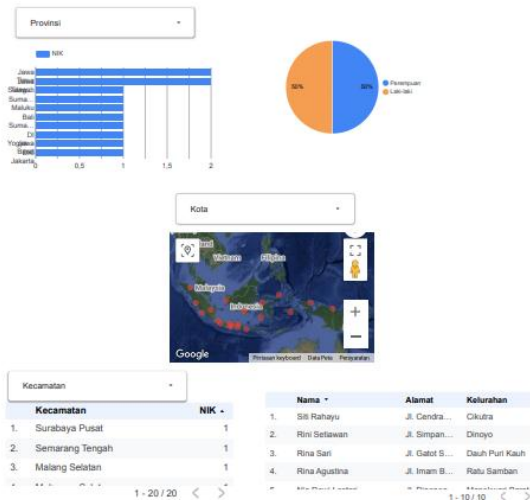 Provinsi
NIK
Jawa
Suma...
Maluku
Bali
Suma...
DI
Jakarta
0 0,5 1 1,5 2
50% 50%
Perempuan
Laki-laki
Kota
Vietnam Filipina
Malaysia
Indonesia
Google
Pintasan keyboard Data Peta Persyaratan
Kecamatan
Kecamatan NIK
1. Surabaya Pusat 1
2. Semarang Tengah 1
3. Malang Selatan 1
1 - 20 / 20 < >
Nama Alamat Kelurahan
1. Siti Rahayu Jl. Cendra... Cikutra
2. Rini Setiawan Jl. Simpan... Dinoyo
3. Rina Sari Jl. Gatot S... Dauh Puri Kauh
4. Rina Agustina Jl. Imam B... Ratu Samban
1 - 10 / 10 < >